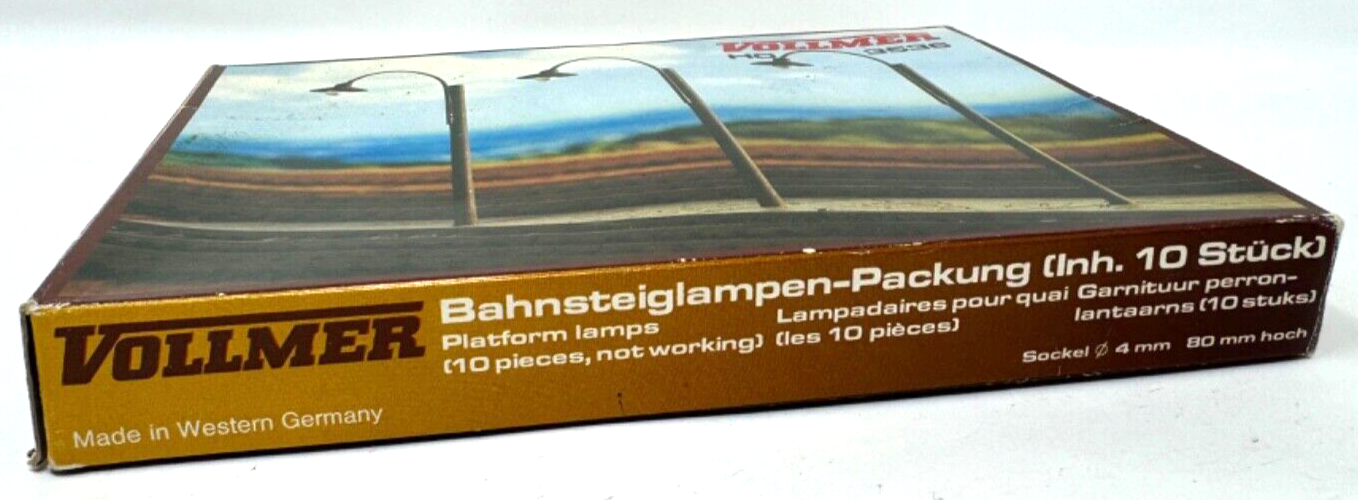 VOLLMER
HO 3536
VOLLMER
Made in Western Germany
Bahnsteiglampen-Packung (Inh. 10 Stück)
Platform lamps
(10 pieces, not working)
Lampadaires pour quai
(les 10 pièces)
Garnituur perron-
lantaarns (10 stuks)
Sockel ∅ 4 mm 80 mm hoch